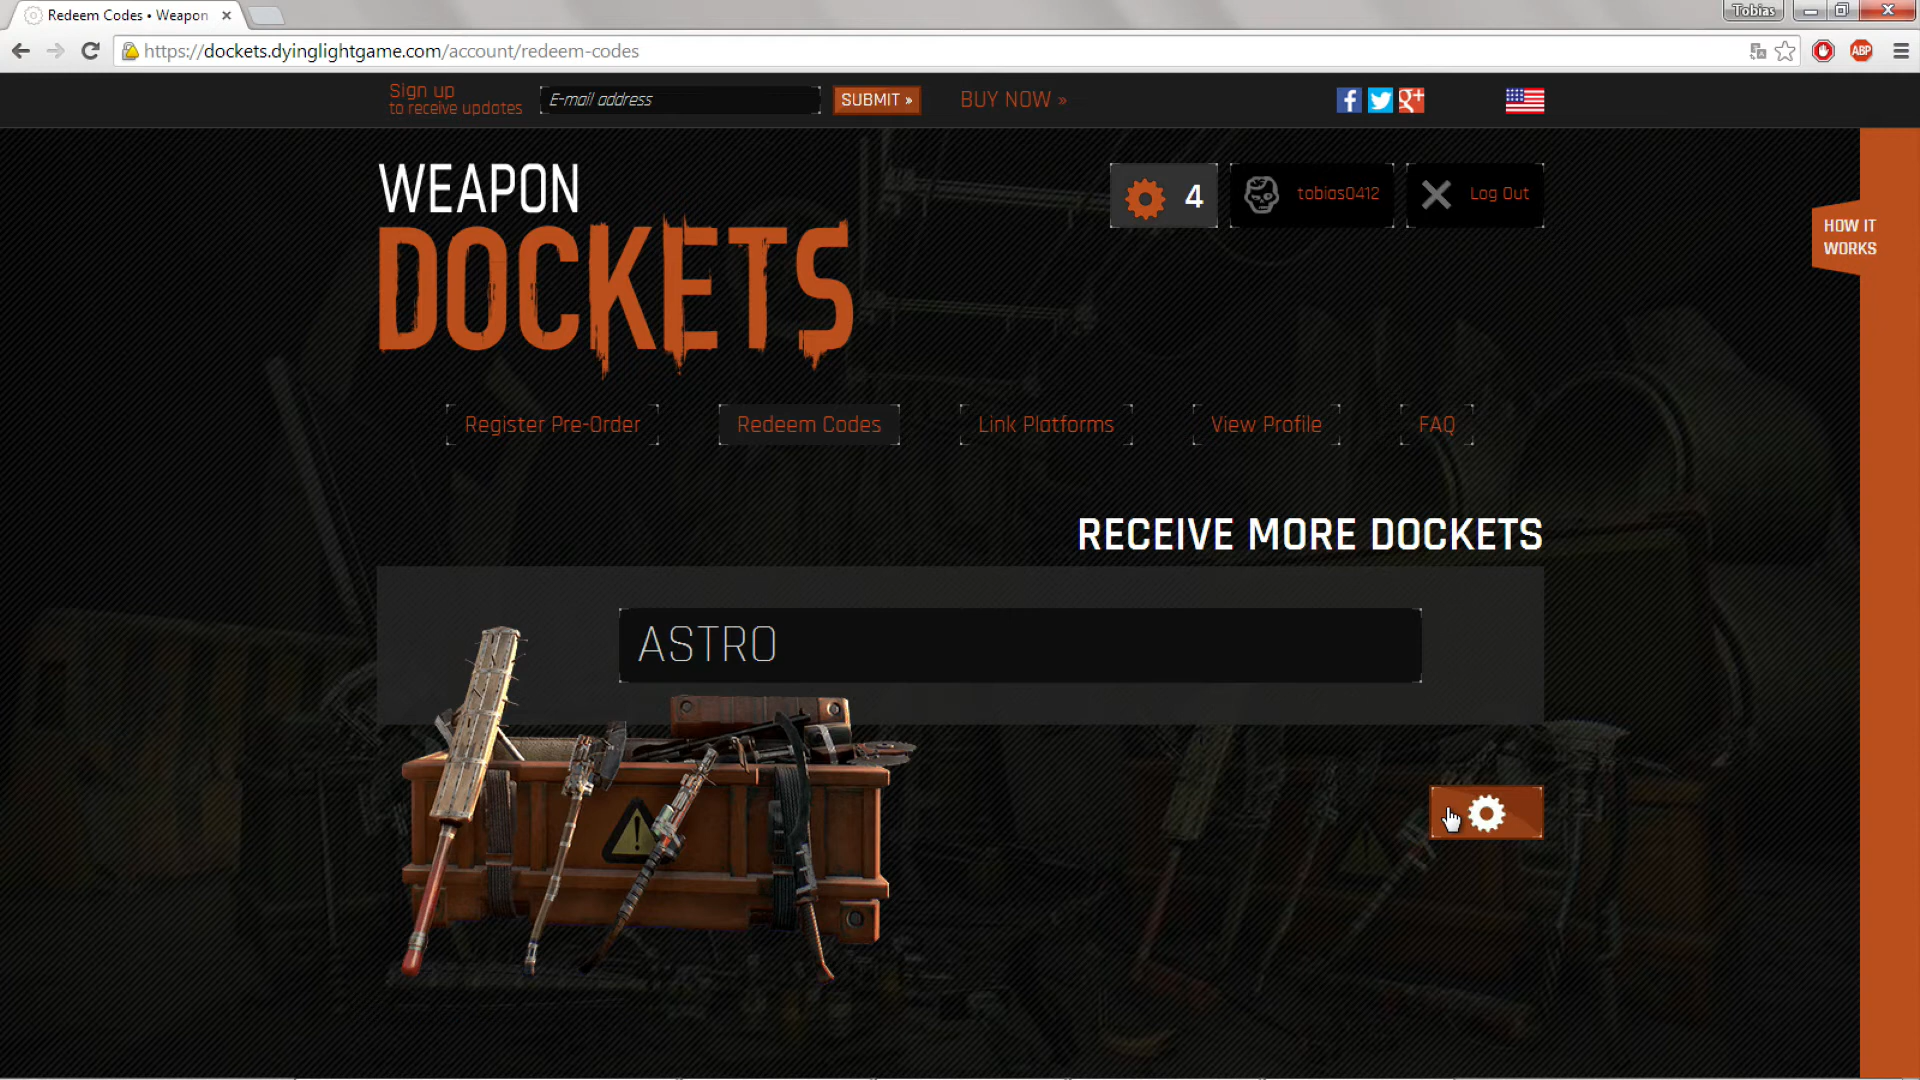 Redeem Codes • Weapon
Tobias
https://dockets.dyinglightgame.com/account/redeem-codes
ABP
Sign up
to receive updates
E-mail address
SUBMIT »
BUY NOW »
WEAPON
DOCKETS
4
tobias0412
Log Out
HOW IT
WORKS
Register Pre-Order
Redeem Codes
Link Platforms
View Profile
FAQ
RECEIVE MORE DOCKETS
ASTRO